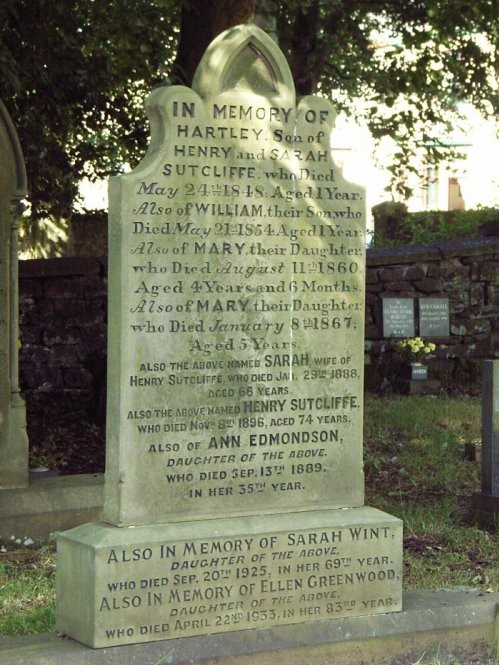 IN MEMORY OF
HARTLEY, Son of
HENRY and SARAH
SUTCLIFFE, who Died
May 24th 1848, Aged 1 Year.
Also of WILLIAM, their Son, who
Died May 21st 1854, Aged 1 Year.
Also of MARY, their Daughter,
who Died August 11th 1860,
Aged 4 Years and 6 Months.
Also of MARY, their Daughter,
who Died January 8th 1867;
Aged 5 Years.
ALSO THE ABOVE NAMED SARAH, WIFE OF
HENRY SUTCLIFFE, WHO DIED JAN. 29TH 1888,
AGED 66 YEARS.
ALSO THE ABOVE NAMED HENRY SUTCLIFFE.
WHO DIED NOVR 8TH 1896, AGED 74 YEARS.
ALSO OF ANN EDMONDSON,
DAUGHTER OF THE ABOVE.
WHO DIED SEP. 13TH 1889.
IN HER 35TH YEAR.
ALSO IN MEMORY OF SARAH WINT,
DAUGHTER OF THE ABOVE.
WHO DIED SEP. 20TH 1925, IN HER 69TH YEAR.
ALSO IN MEMORY OF ELLEN GREENWOOD,
DAUGHTER OF THE ABOVE.
WHO DIED APRIL 22ND 1933, IN HER 83RD YEAR.